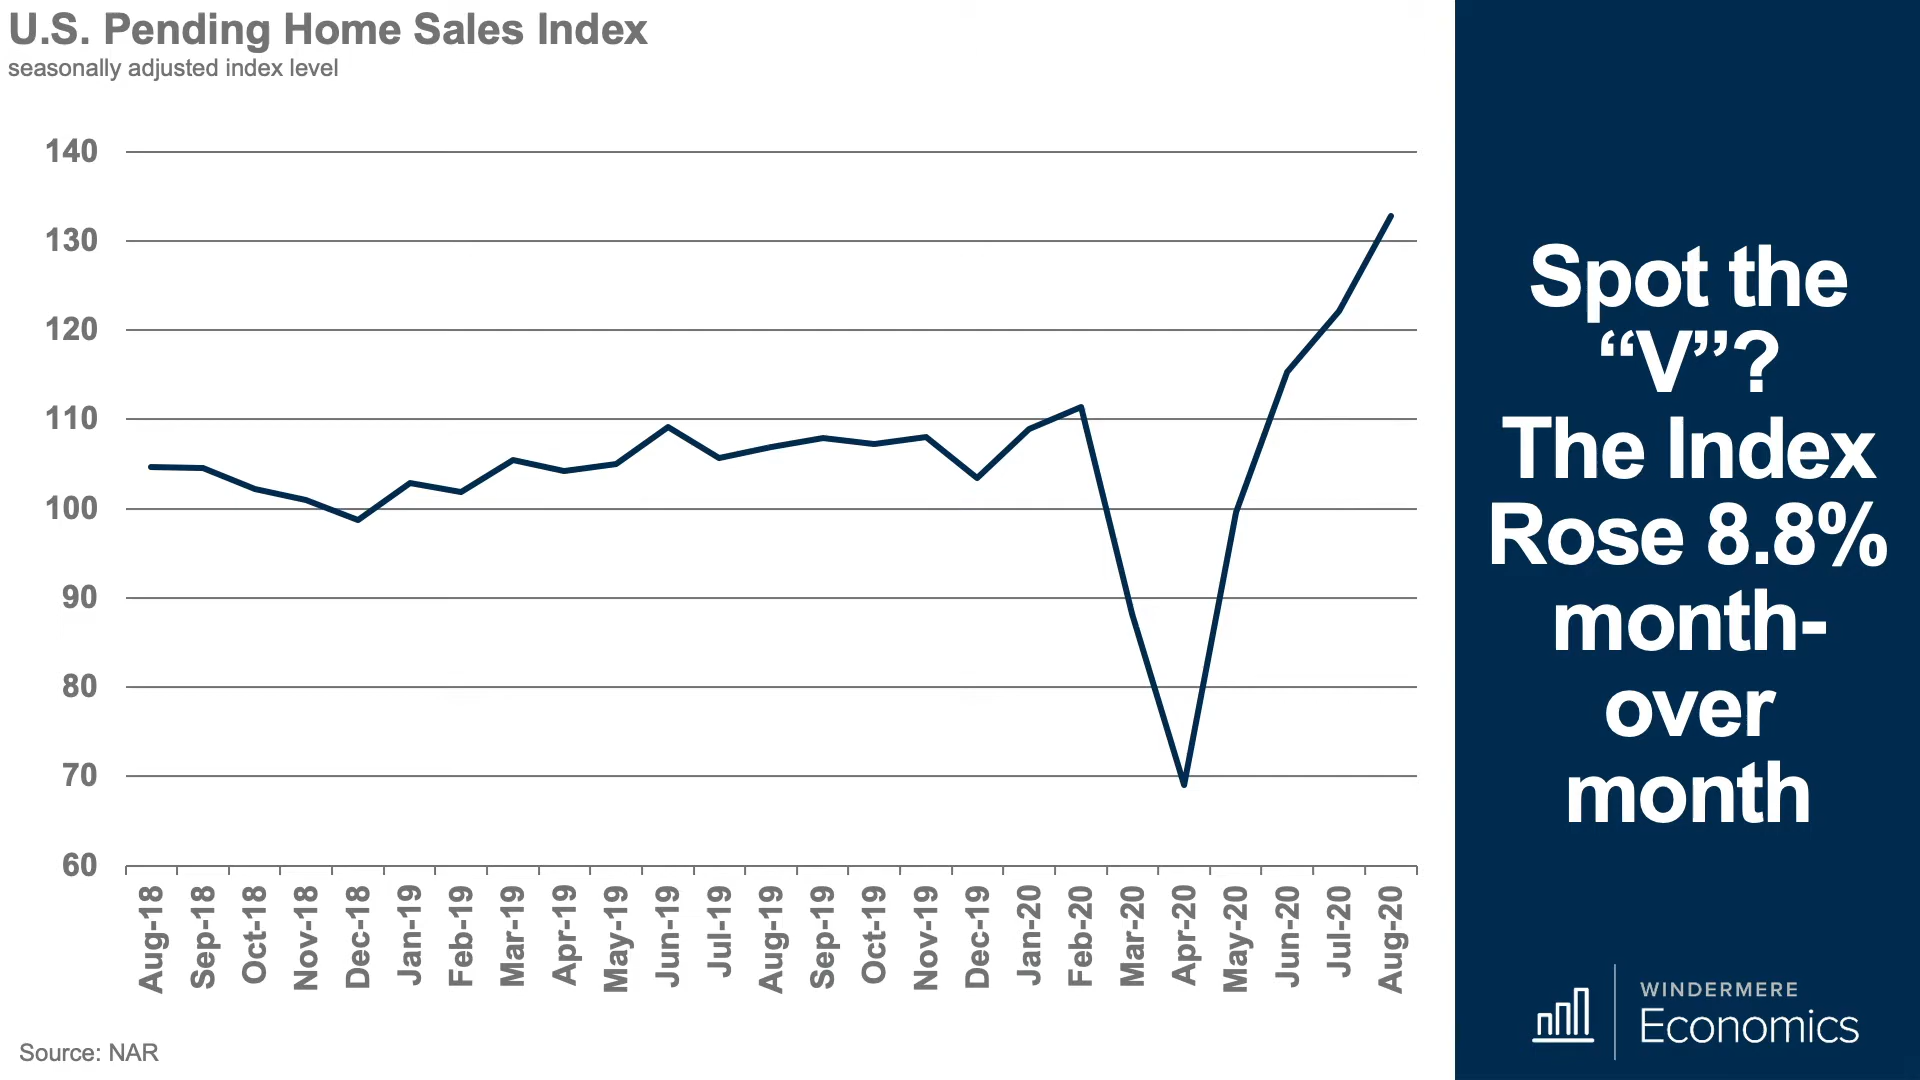 U.S. Pending Home Sales Index
seasonally adjusted index level
140
130
120
110
100
90
80
70
60
Aug-18
Sep-18
Oct-18
Nov-18
Dec-18
Jan-19
Feb-19
Mar-19
Apr-19
May-19
Jun-19
Jul-19
Aug-19
Sep-19
Oct-19
Nov-19
Dec-19
Jan-20
Feb-20
Mar-20
Apr-20
May-20
Jun-20
Jul-20
Aug-20
Source: NAR
Spot the
“V”?
The Index
Rose 8.8%
month-
over
month
WINDERMERE
Economics